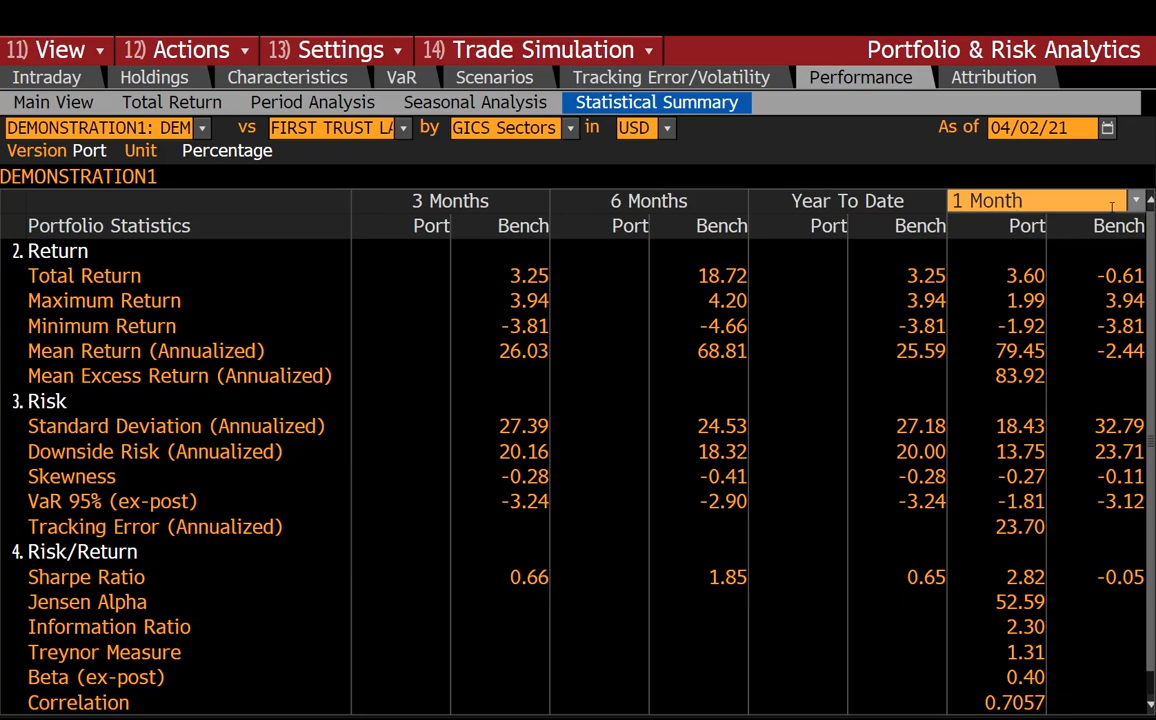 11) View 12) Actions 13) Settings 14) Trade Simulation Portfolio & Risk Analytics
Intraday Holdings Characteristics VaR Scenarios Tracking Error/Volatility Performance Attribution
Main View Total Return Period Analysis Seasonal Analysis Statistical Summary
DEMONSTRATION1: DEM vs FIRST TRUST LA by GICS Sectors in USD As of 04/02/21
Version Port Unit Percentage
DEMONSTRATION1
3 Months 6 Months Year To Date 1 Month
Portfolio Statistics Port Bench Port Bench Port Bench Port Bench
2. Return
Total Return 3.25 18.72 3.25 3.60 -0.61
Maximum Return 3.94 4.20 3.94 1.99 3.94
Minimum Return -3.81 -4.66 -3.81 -1.92 -3.81
Mean Return (Annualized) 26.03 68.81 25.59 79.45 -2.44
Mean Excess Return (Annualized) 83.92
3. Risk
Standard Deviation (Annualized) 27.39 24.53 27.18 18.43 32.79
Downside Risk (Annualized) 20.16 18.32 20.00 13.75 23.71
Skewness -0.28 -0.41 -0.28 -0.27 -0.11
VaR 95% (ex-post) -3.24 -2.90 -3.24 -1.81 -3.12
Tracking Error (Annualized) 23.70
4. Risk/Return
Sharpe Ratio 0.66 1.85 0.65 2.82 -0.05
Jensen Alpha 52.59
Information Ratio 2.30
Treynor Measure 1.31
Beta (ex-post) 0.40
Correlation 0.7057